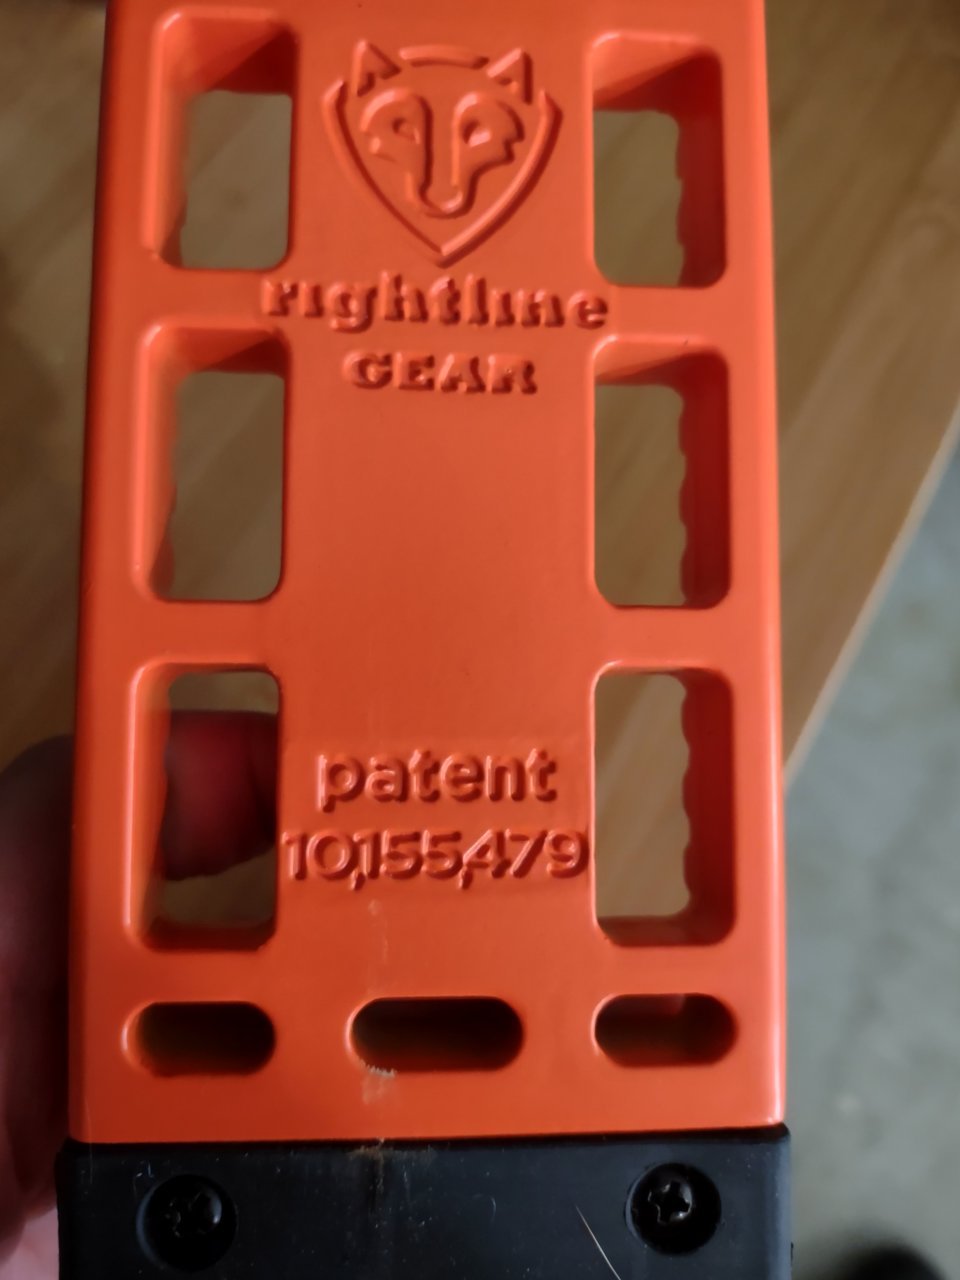 rightline
GEAR
patent
10,155,479